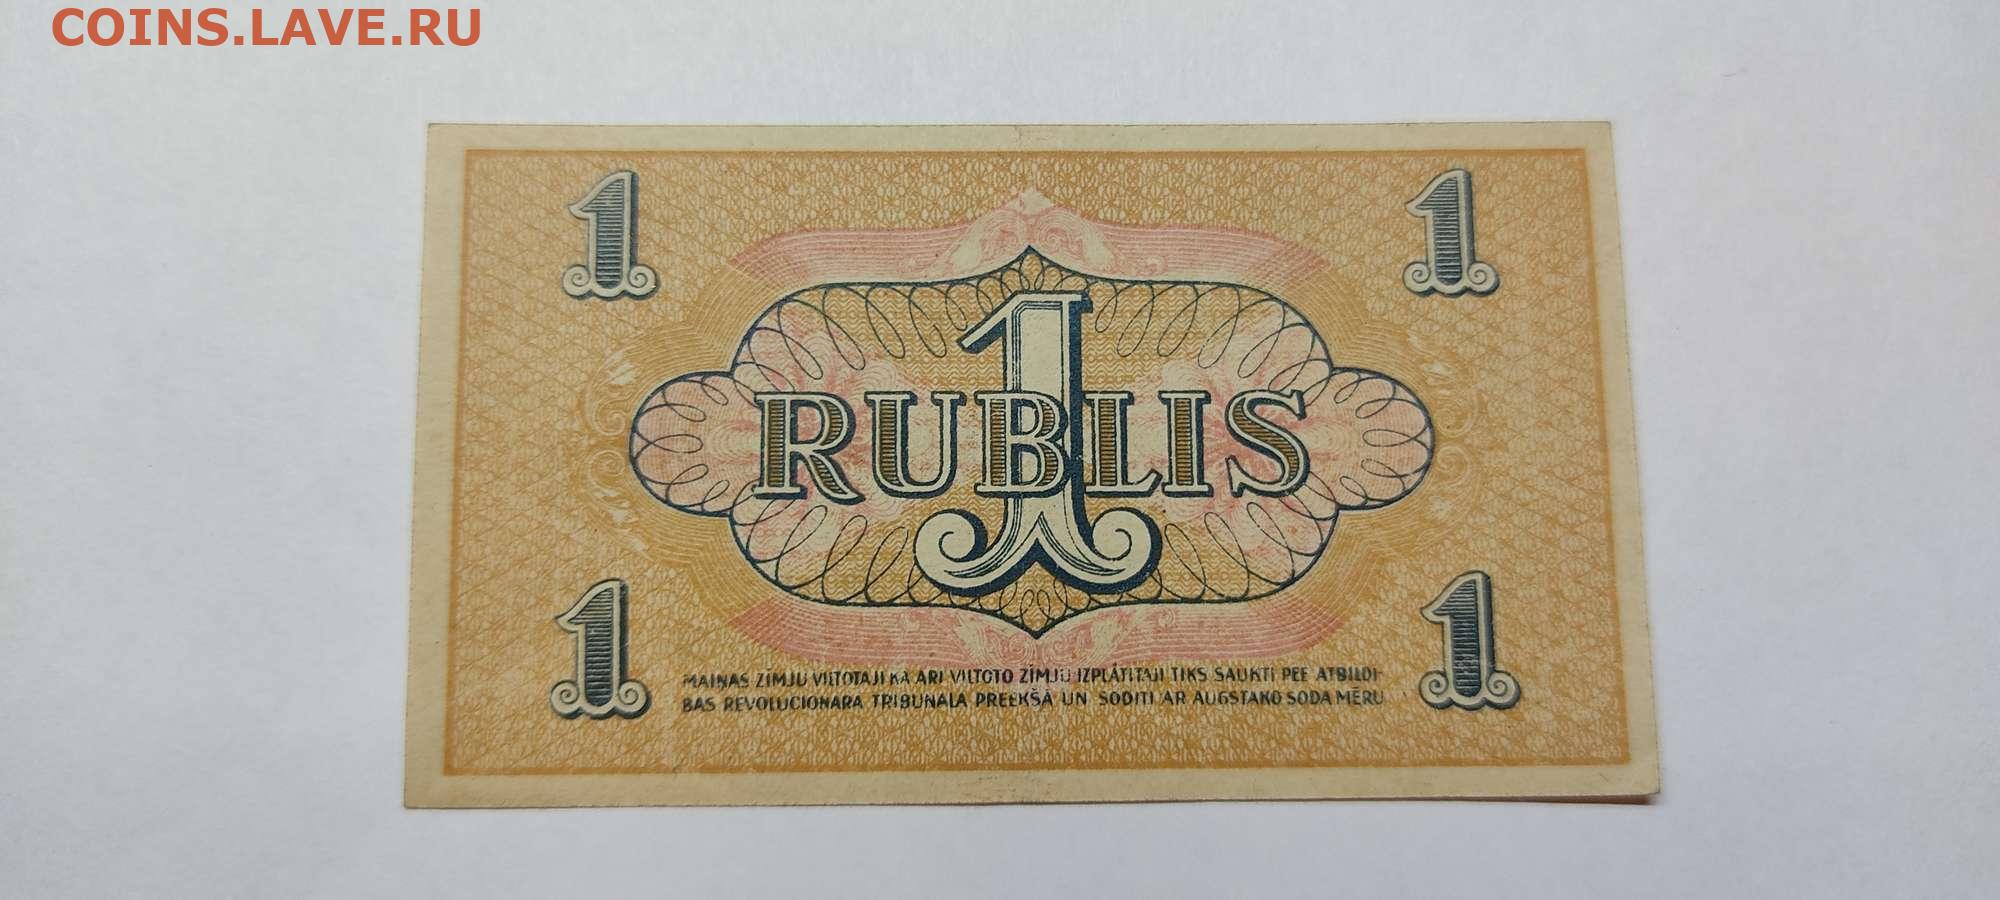 COINS.LAVE.RU
1 1
1
RUBLIS
1 1
MAIŅAS ZĪMJU VILTOTAJI KA ARI VILTOTO ZĪMJU IZPLĀTITAJI TIKS SAUKTI PEE ATBILDI-
BAS REVOLUCIONARA TRIBUNALA PREEKŠĀ UN SODITI AR AUGSTAKO SODA MĒRU